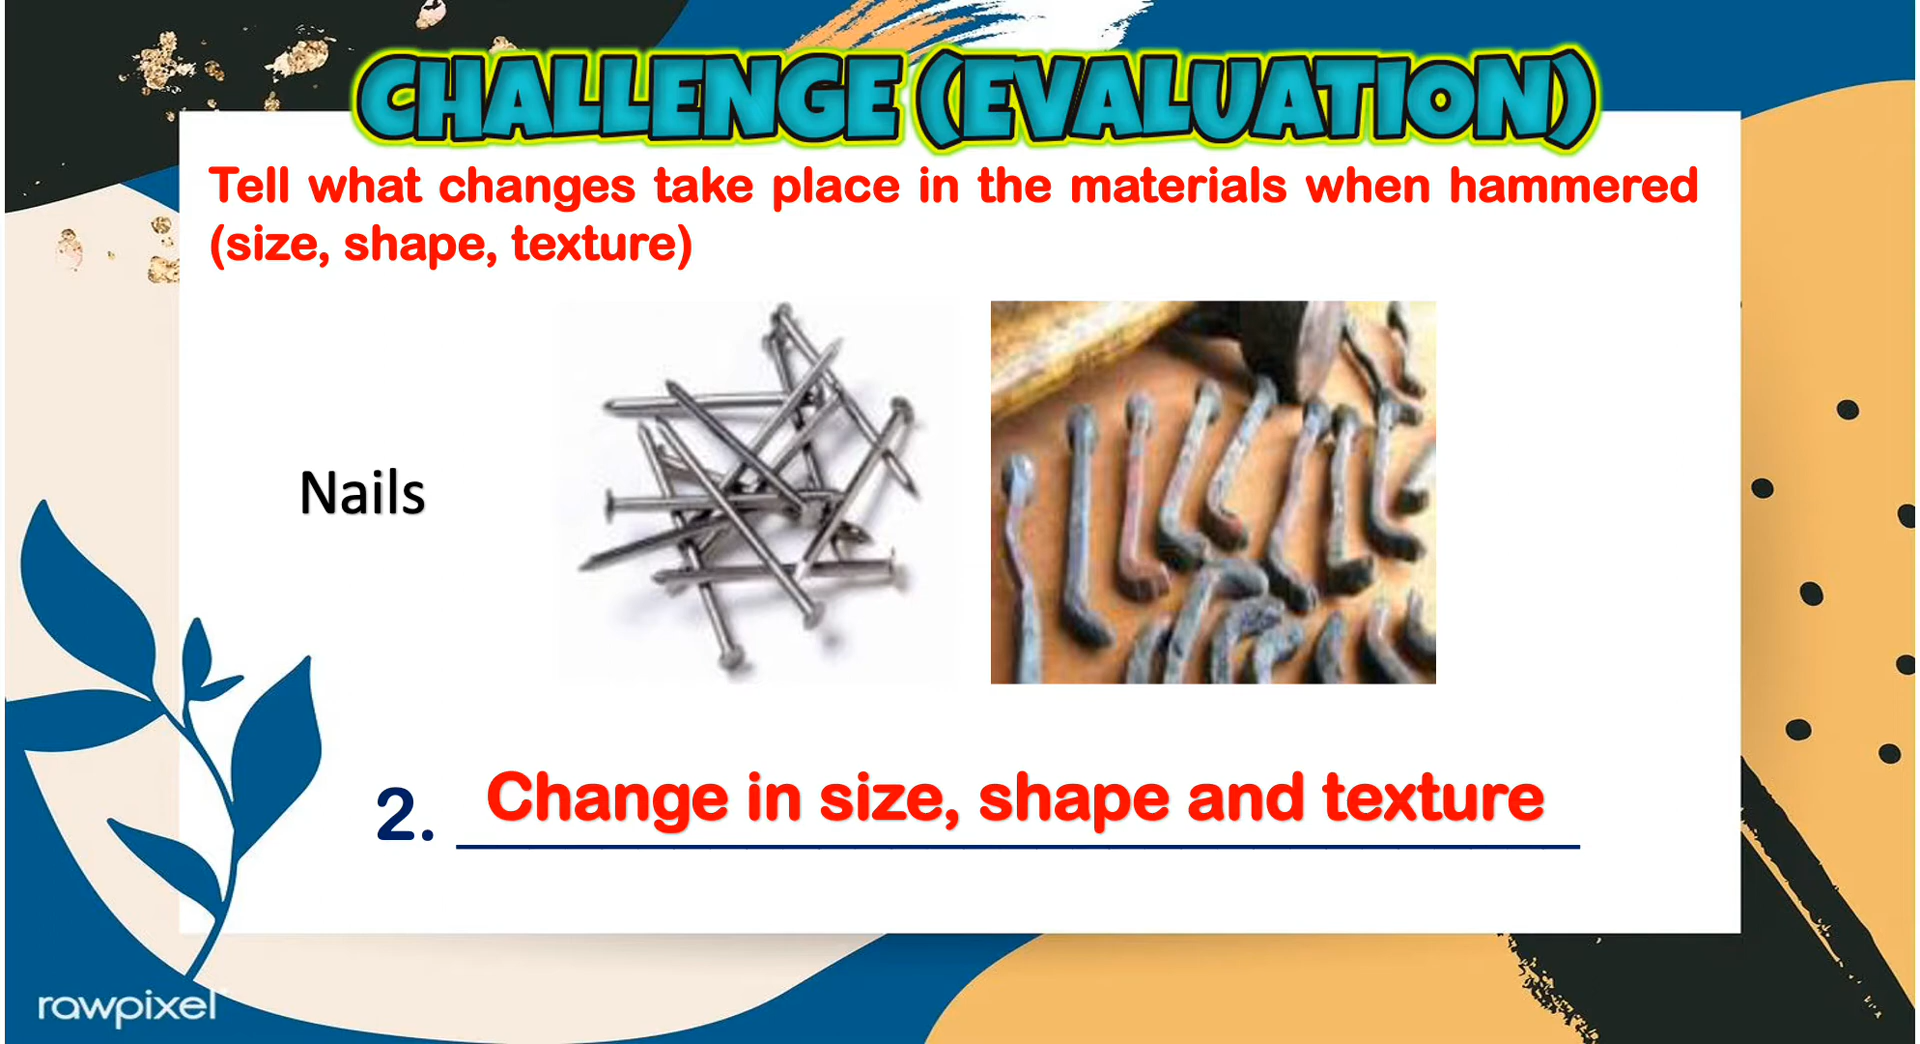 CHALLENGE (EVALUATION)
Tell what changes take place in the materials when hammered
(size, shape, texture)
Nails
2. Change in size, shape and texture
rawpixel